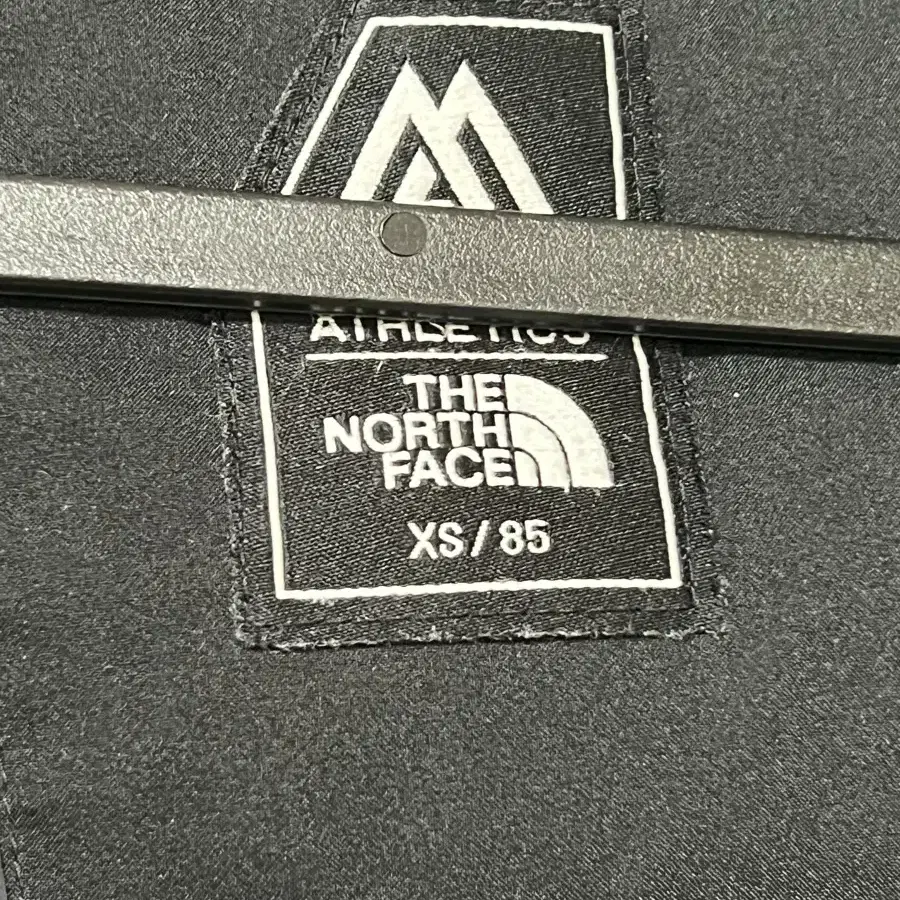 ATHLETICS
THE
NORTH
FACE
XS/85